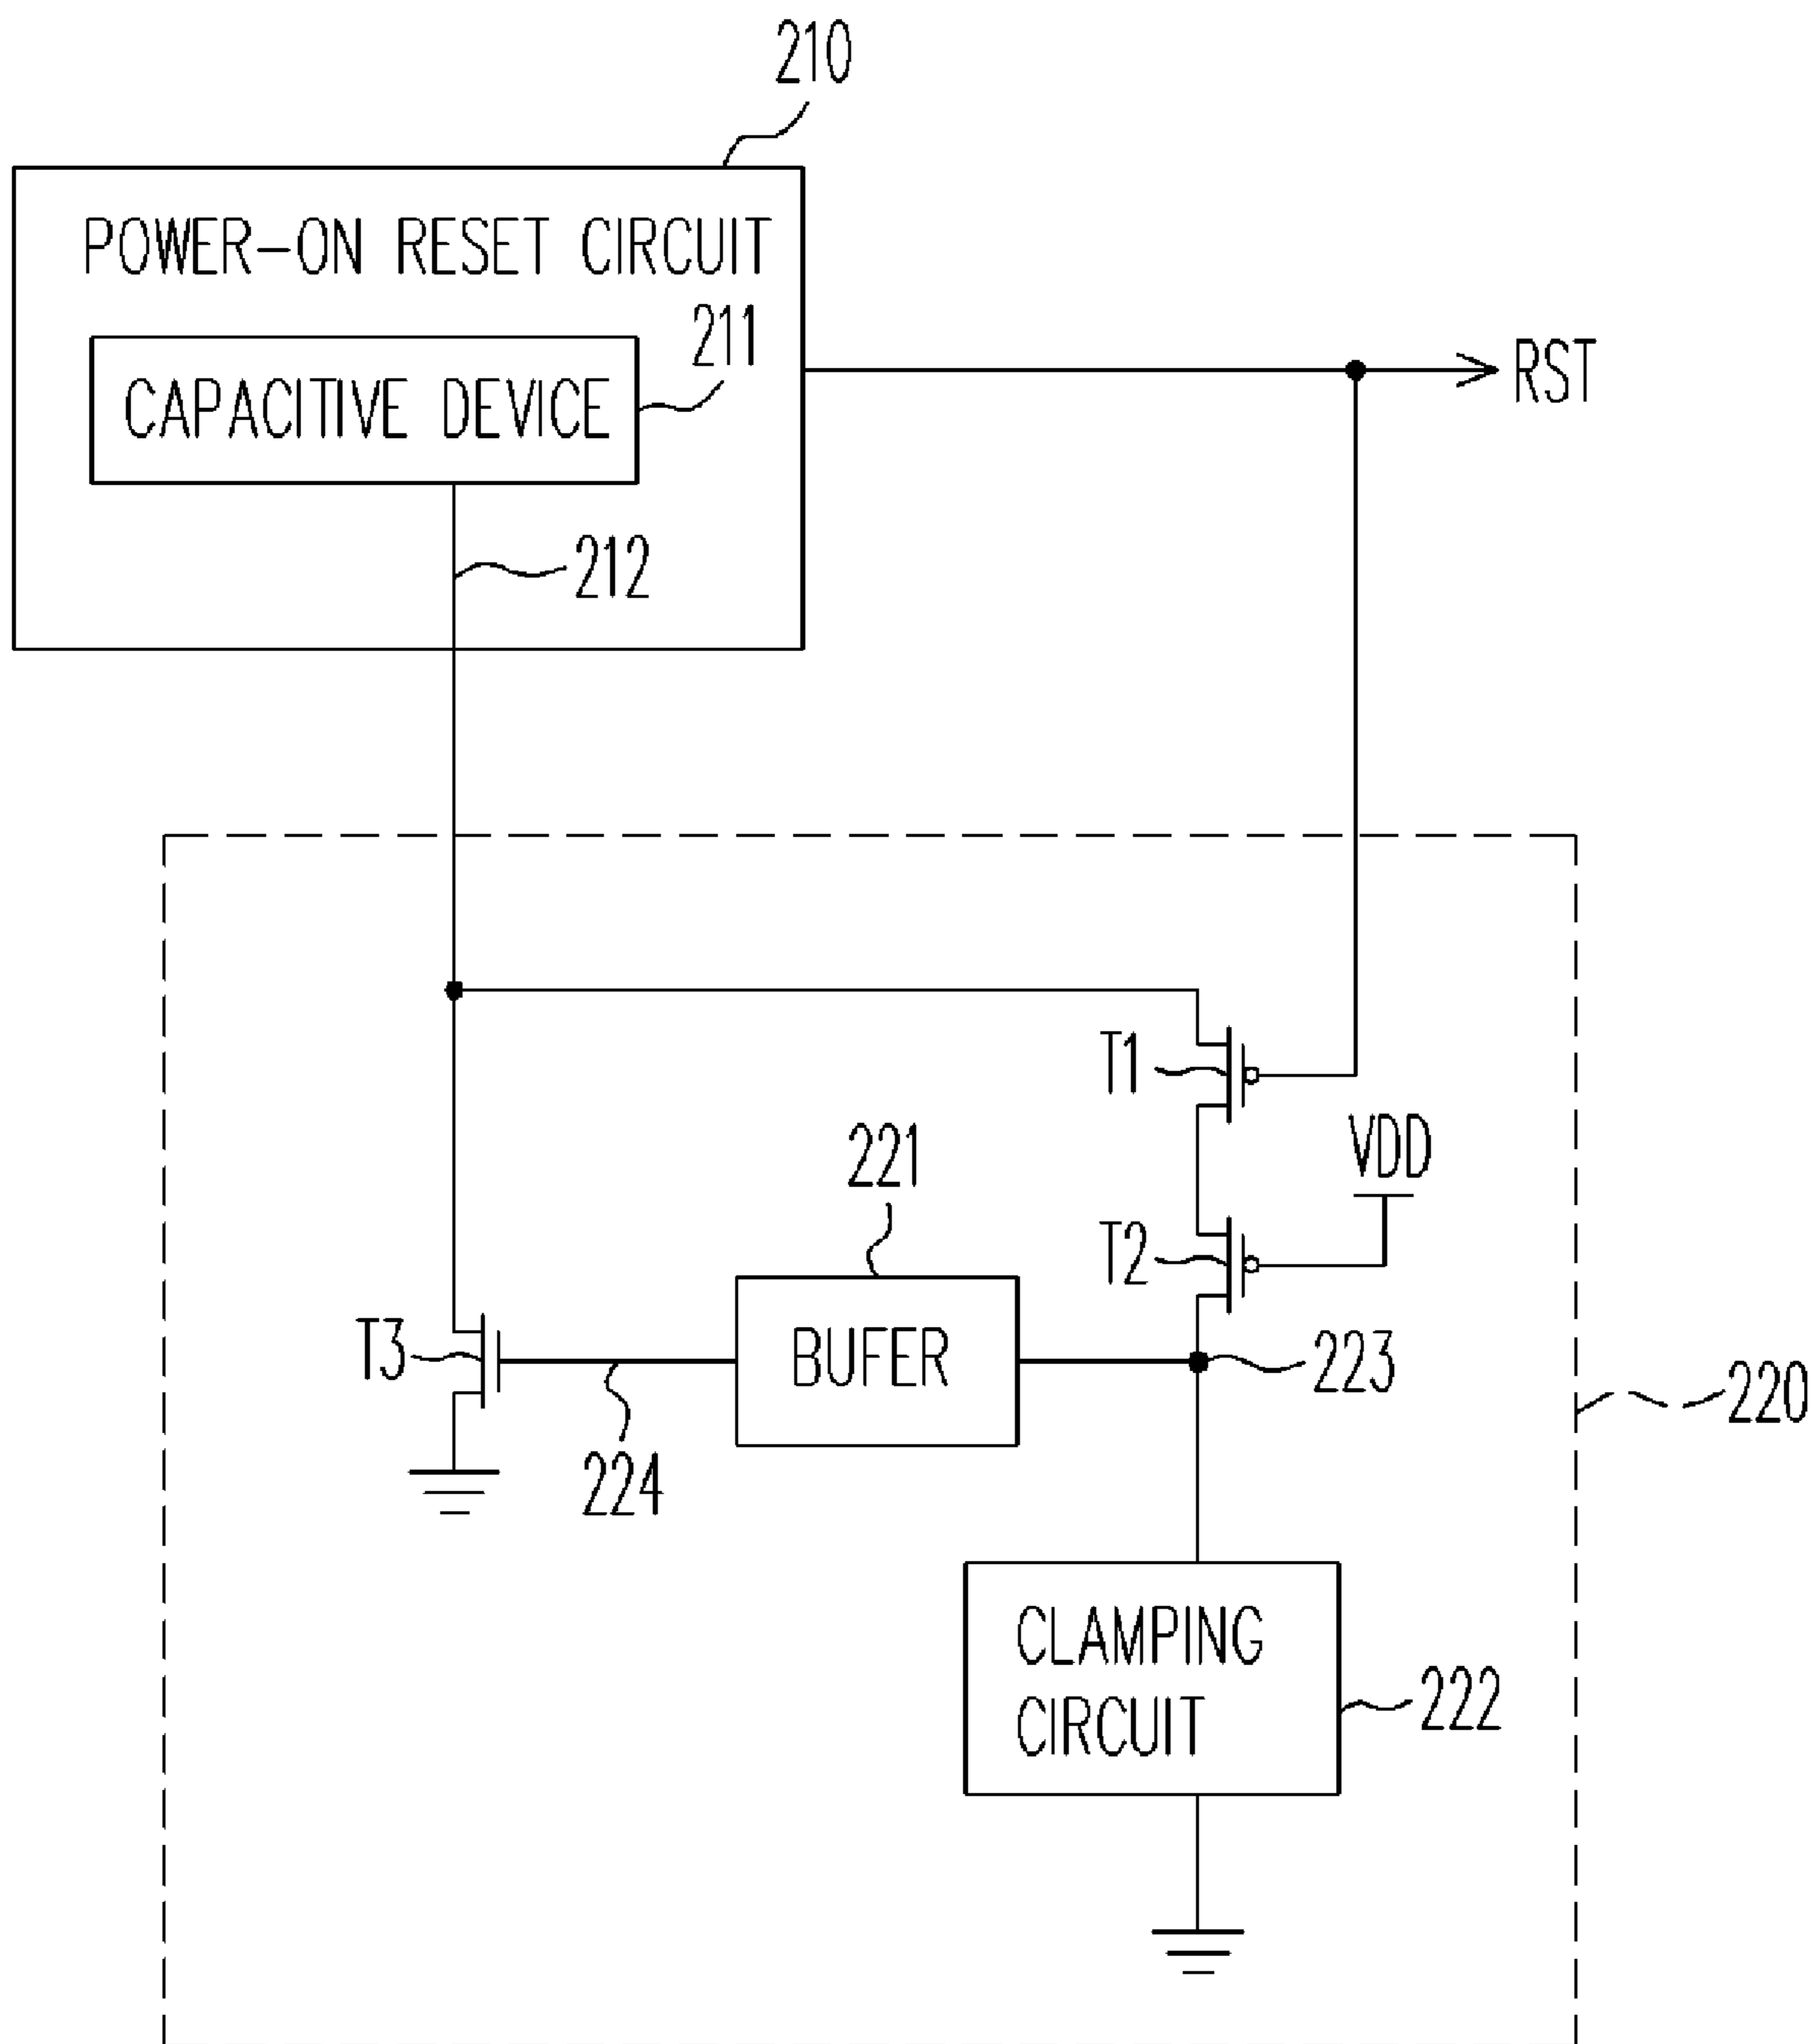 210
POWER-ON RESET CIRCUIT
211
CAPACITIVE DEVICE
RST
212
T1
VDD
221
T2
T3
BUFER
223
220
224
CLAMPING
CIRCUIT
222